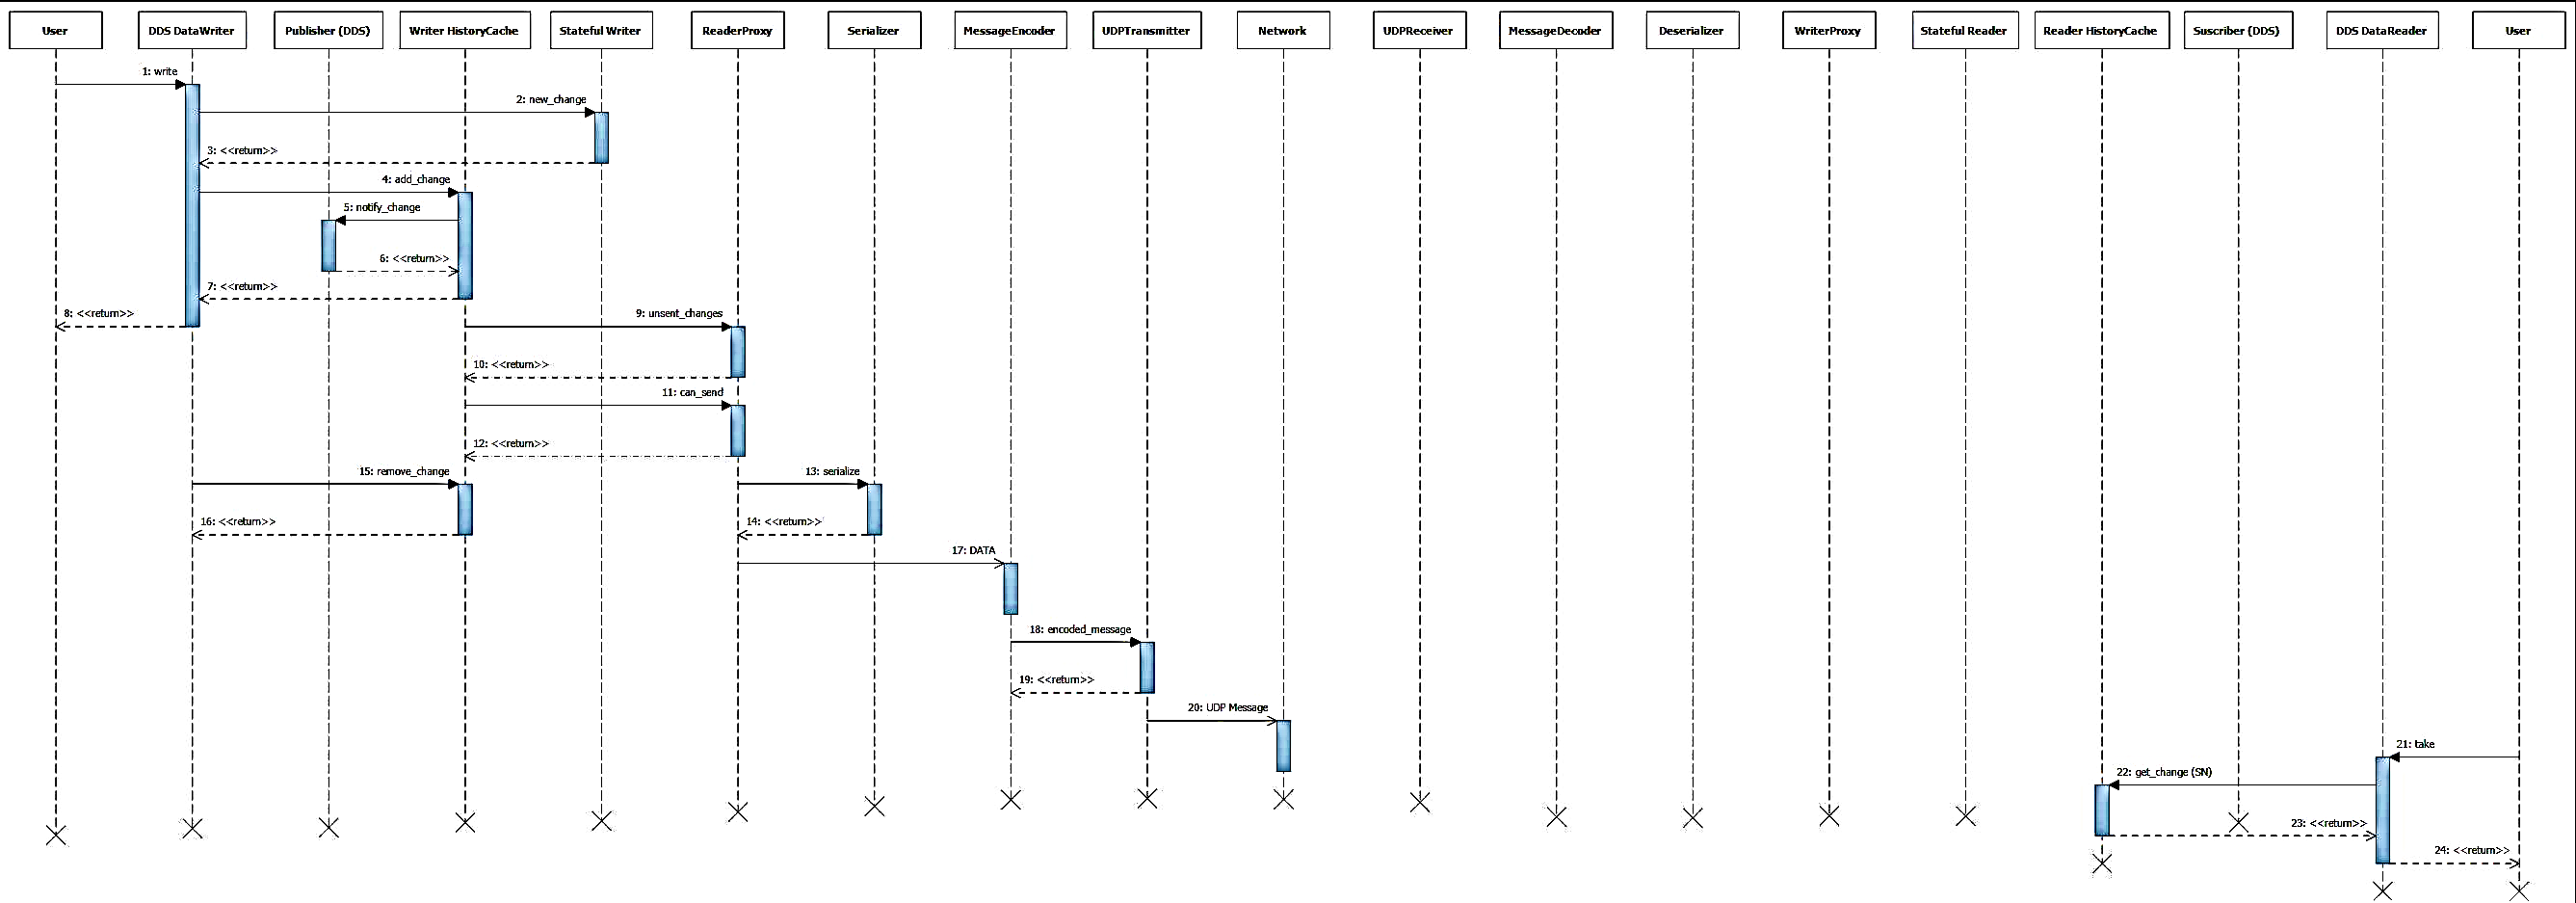 User
DDS DataWriter
Publisher (DDS)
Writer HistoryCache
Stateful Writer
ReaderProxy
Serializer
MessageEncoder
UDPTransmitter
Network
UDPReceiver
MessageDecoder
Deserializer
WriterProxy
Stateful Reader
Reader HistoryCache
Suscriber (DDS)
DDS DataReader
User
1: write
2: new_change
3: <<return>>
4: add_change
5: notify_change
6: <<return>>
7: <<return>>
8: <<return>>
9: unsent_changes
10: <<return>>
11: can_send
12: <<return>>
15: remove_change
13: serialize
16: <<return>>
14: <<return>>
17: DATA
18: encoded_message
19: <<return>>
20: UDP Message
21: take
22: get_change (SN)
23: <<return>>
24: <<return>>